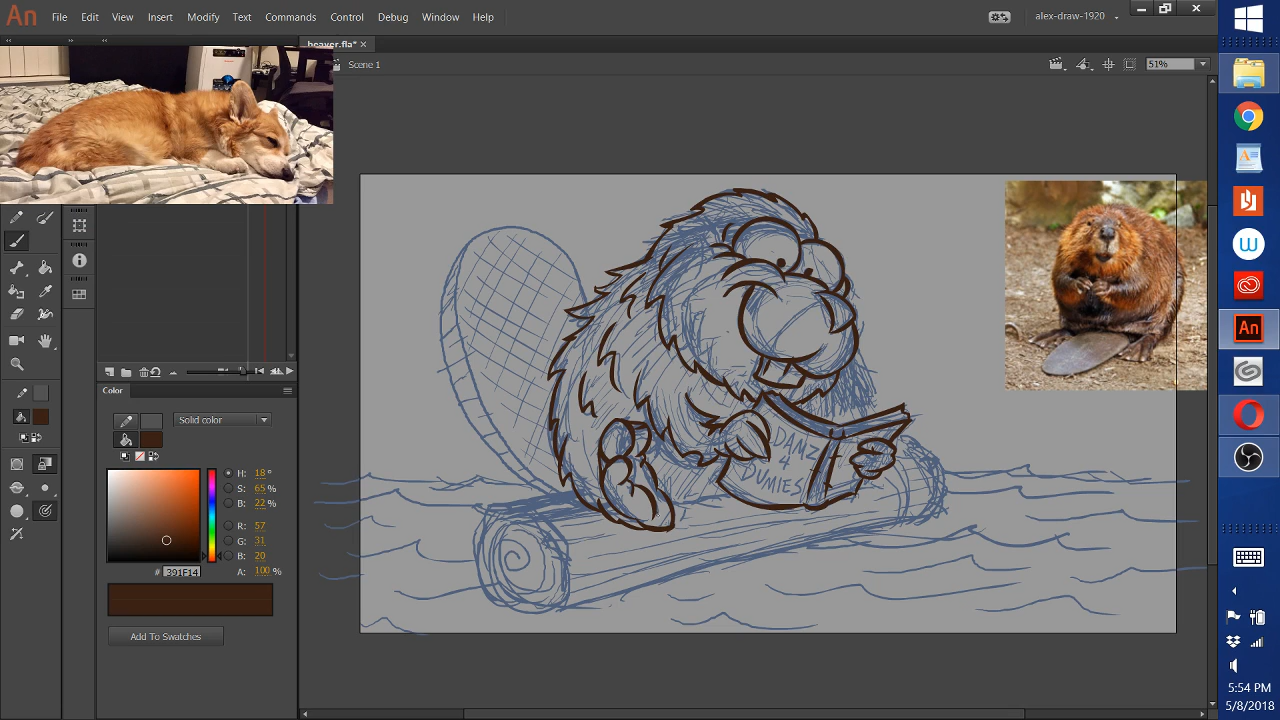 An File Edit View Insert Modify Text Commands Control Debug Window Help alex-draw-1920
beaver.fla*
Scene 1 51%
Color
Solid color
H: 18 °
S: 65 %
B: 22 %
R: 57
G: 31
B: 20
A: 100 %
# 391F14
Add To Swatches
DAMZ
4
DUMIES
An
5:54 PM
5/8/2018